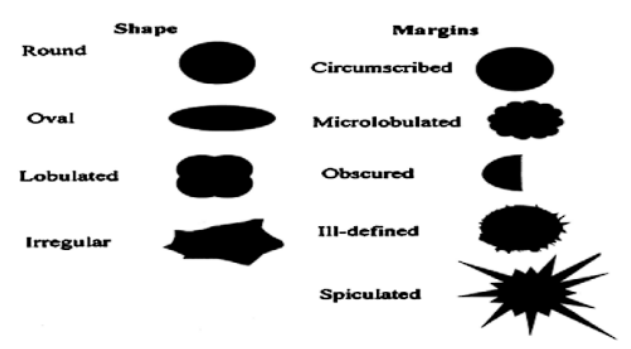 Shape
Round
Oval
Lobulated
Irregular
Margins
Circumscribed
Microlobulated
Obscured
Ill-defined
Spiculated